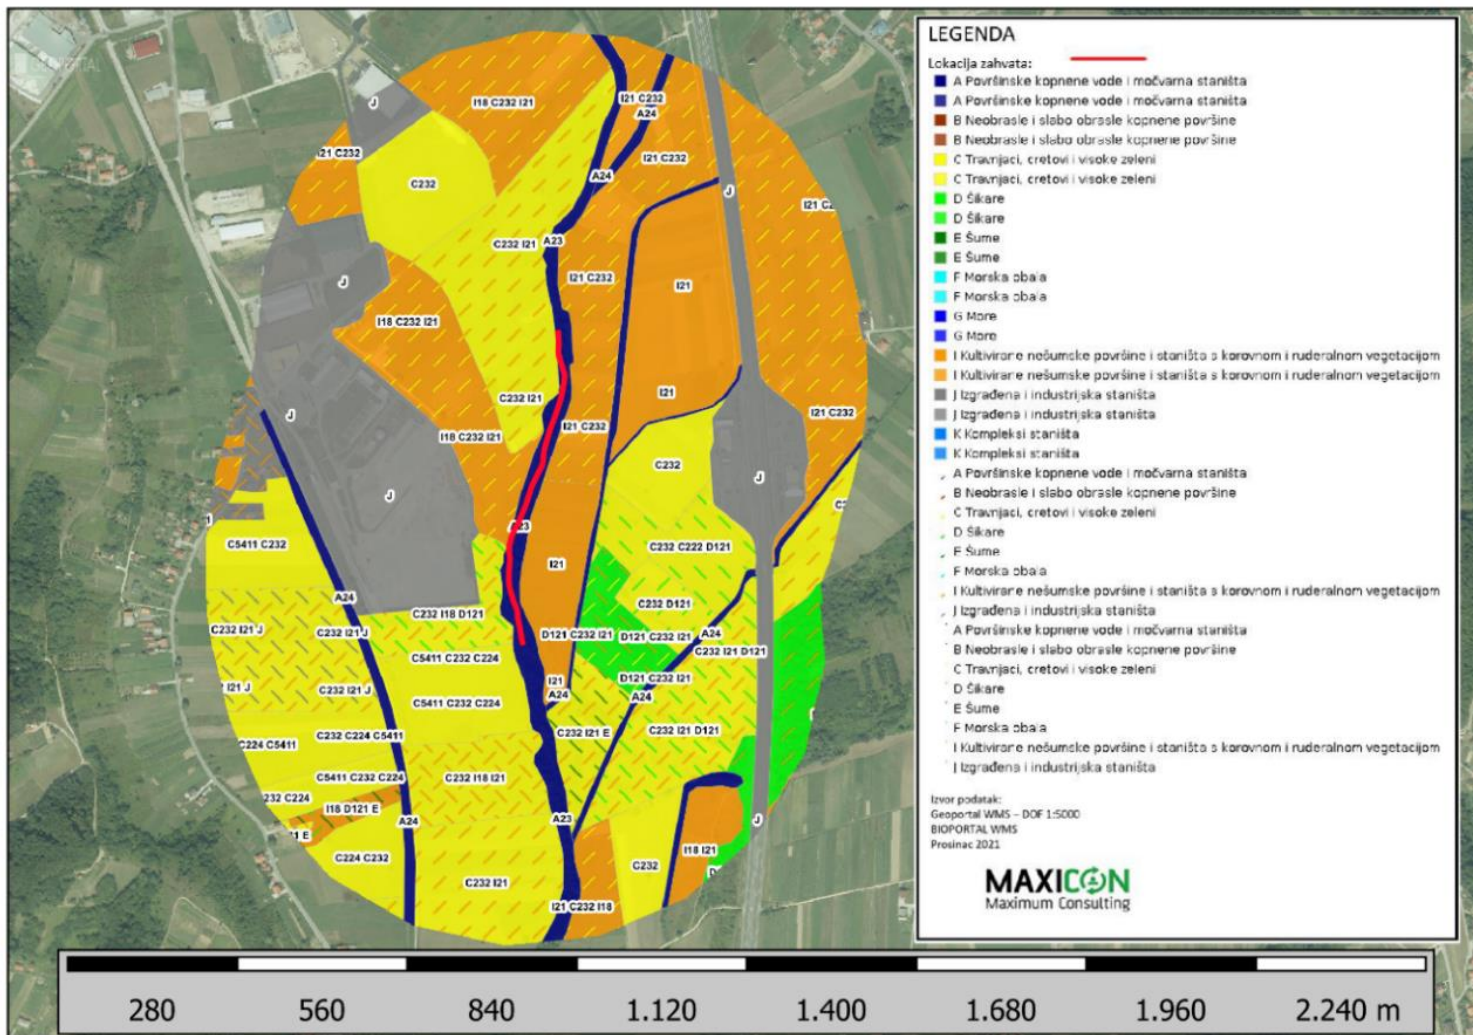 LEGENDA
Lokacija zahvata:
A Površinske kopnene vode i močvarna staništa
A Površinske kopnene vode i močvarna staništa
B Neobrasle i slabo obrasle kopnene površine
B Neobrasle i slabo obrasle kopnene površine
C Travnjaci, cretovi i visoke zeleni
C Travnjaci, cretovi i visoke zeleni
D Šikare
D Šikare
E Šume
E Šume
F Morska obala
F Morska obala
G More
G More
I Kultivirane nešumske površine i staništa s korovnom i ruderalnom vegetacijom
I Kultivirane nešumske površine i staništa s korovnom i ruderalnom vegetacijom
J Izgrađena i industrijska staništa
J Izgrađena i industrijska staništa
K Kompleksi staništa
K Kompleksi staništa
A Površinske kopnene vode i močvarna staništa
B Neobrasle i slabo obrasle kopnene površine
C Travnjaci, cretovi i visoke zeleni
D Šikare
E Šume
F Morska obala
I Kultivirane nešumske površine i staništa s korovnom i ruderalnom vegetacijom
J Izgrađena i industrijska staništa
A Površinske kopnene vode i močvarna staništa
B Neobrasle i slabo obrasle kopnene površine
C Travnjaci, cretovi i visoke zeleni
D Šikare
E Šume
F Morska obala
I Kultivirane nešumske površine i staništa s korovnom i ruderalnom vegetacijom
J Izgrađena i industrijska staništa
Izvor podatak:
Geoportal WMS – DOF 1:5000
BIOPORTAL WMS
Prosinac 2021
MAXICON
Maximum Consulting
J
I18 C232 I21
I21 C232
A24
I21 C232
I21 C232
C232
A24
J
I21 C2
C232 I21
A23
J
I21 C232
I21
I18 C232 I21
C232 I21
I21
J
I18 C232 I21
I21 C232
I21 C232
C232
J
J
A23
C5411 C232
C232 C222 D121
I21
A24
C232 I18 D121
C232 D121
C232 I21 J
C232 I21 J
D121 C232 I21
D121 C232 I21
A24
C232 I21 D121
C5411 C232 C224
I21 J
C232 I21 J
I21
D121 C232 I21
A24
A24
C5411 C232 C224
C232 C224 C5411
C224 C5411
C232 I21 E
C232 I21 D121
C5411 C232 C224
C232 I18 I21
232 C224
I18 D121 E
A24
A23
J
1 E
I18 I21
C224 C232
C232
C232 I21
I21 C232 I18
280 560 840 1.120 1.400 1.680 1.960 2.240 m